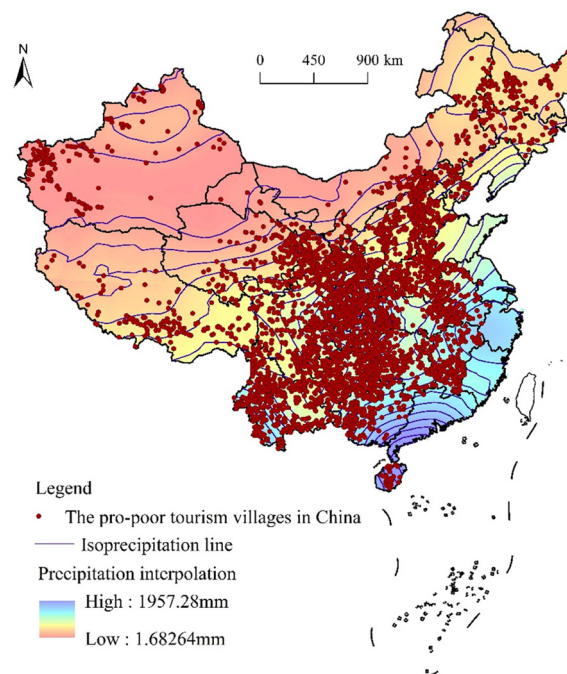 N
0 450 900 km
Legend
The pro-poor tourism villages in China
Isoprecipitation line
Precipitation interpolation
High : 1957.28mm
Low : 1.68264mm